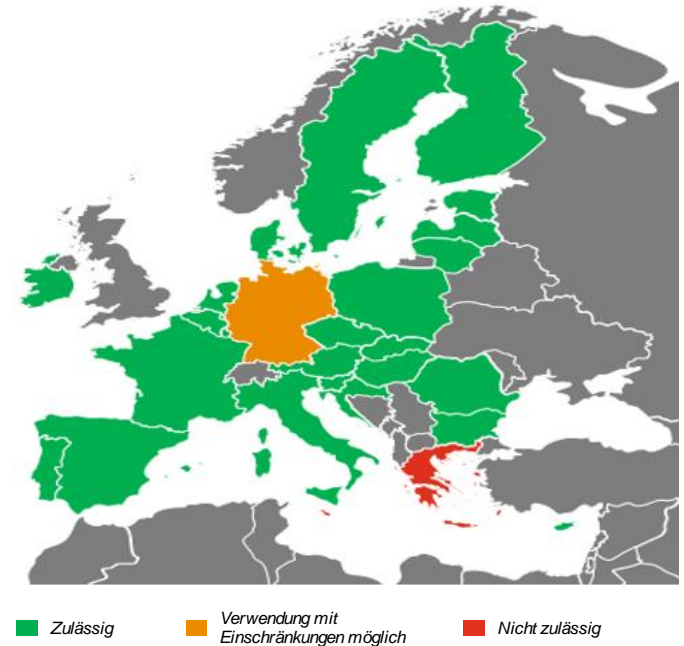 Zulässig
Verwendung mit
Einschränkungen möglich
Nicht zulässig